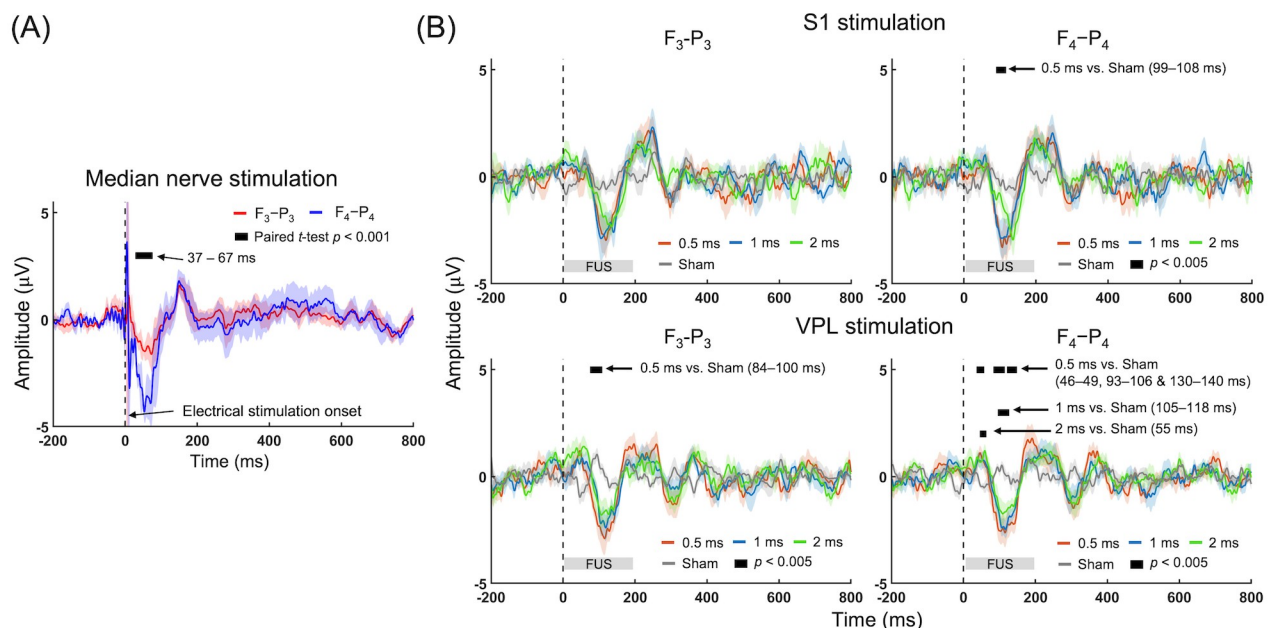 (A)
Median nerve stimulation
5
0
-5
Amplitude (µV)
F₃−P₃ F₄−P₄
Paired t-test p < 0.001
37 – 67 ms
Electrical stimulation onset
-200 0 200 400 600 800
Time (ms)
(B)
S1 stimulation
F₃-P₃
5
0
-5
Amplitude (µV)
0.5 ms 1 ms 2 ms
Sham
FUS
-200 0 200 400 600 800
F₄−P₄
5
0
-5
0.5 ms vs. Sham (99–108 ms)
0.5 ms 1 ms 2 ms
Sham p < 0.005
FUS
-200 0 200 400 600 800
VPL stimulation
F₃-P₃
5
0
-5
0.5 ms vs. Sham (84–100 ms)
0.5 ms 1 ms 2 ms
Sham p < 0.005
FUS
-200 0 200 400 600 800
F₄−P₄
5
0
-5
0.5 ms vs. Sham
(46–49, 93–106 & 130–140 ms)
1 ms vs. Sham (105–118 ms)
2 ms vs. Sham (55 ms)
0.5 ms 1 ms 2 ms
Sham p < 0.005
FUS
-200 0 200 400 600 800
Time (ms)